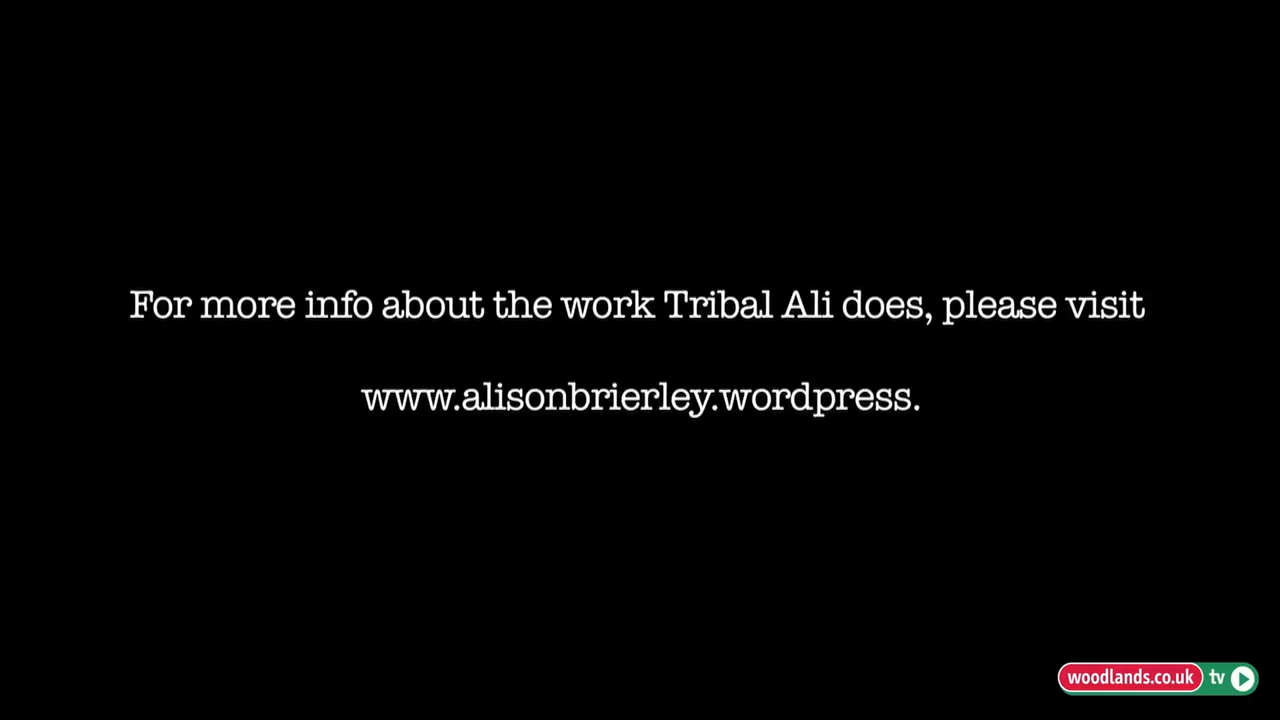 For more info about the work Tribal Ali does, please visit
www.alisonbrierley.wordpress.
woodlands.co.uk tv